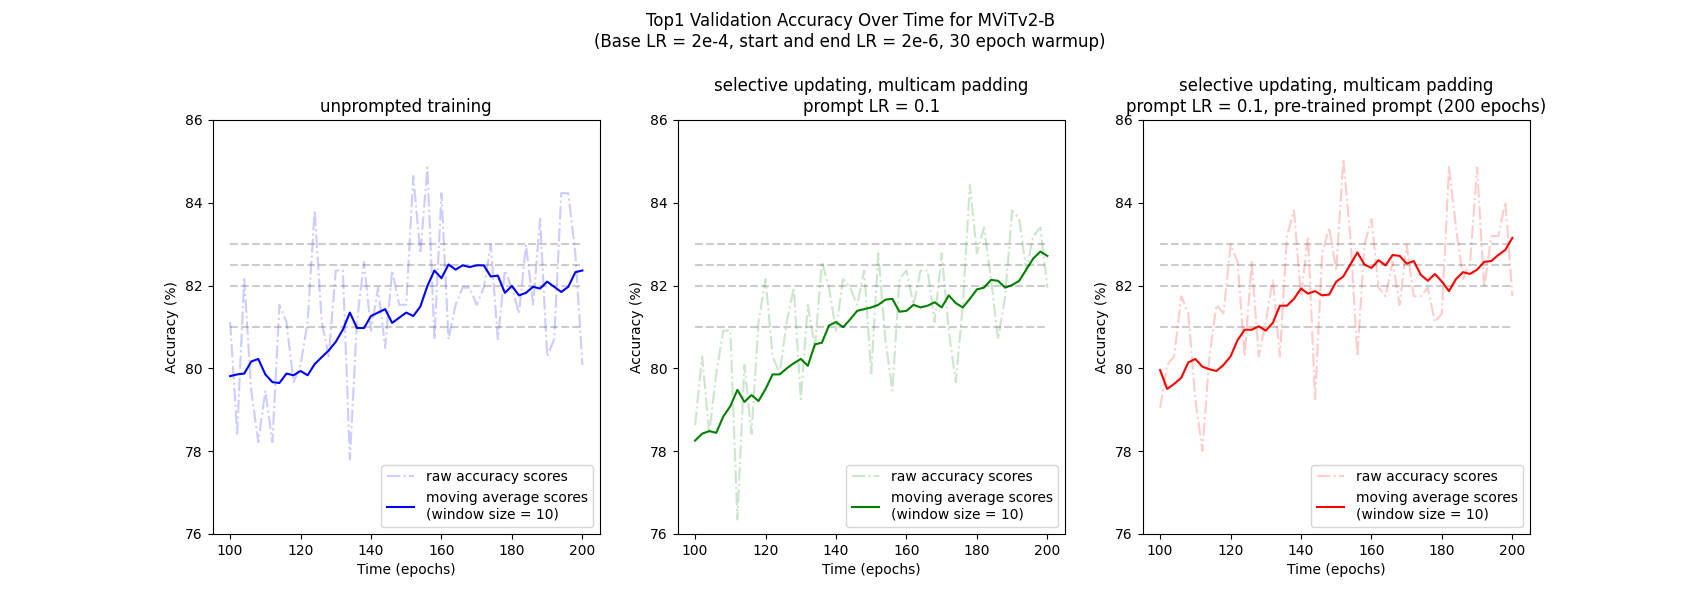 Top1 Validation Accuracy Over Time for MViTv2-B
(Base LR = 2e-4, start and end LR = 2e-6, 30 epoch warmup)
unprompted training
86
84
82
80
78
76
Accuracy (%)
raw accuracy scores
moving average scores
(window size = 10)
100
120
140
160
180
200
Time (epochs)
selective updating, multicam padding
prompt LR = 0.1
86
84
82
80
78
76
Accuracy (%)
raw accuracy scores
moving average scores
(window size = 10)
100
120
140
160
180
200
Time (epochs)
selective updating, multicam padding
prompt LR = 0.1, pre-trained prompt (200 epochs)
86
84
82
80
78
76
Accuracy (%)
raw accuracy scores
moving average scores
(window size = 10)
100
120
140
160
180
200
Time (epochs)